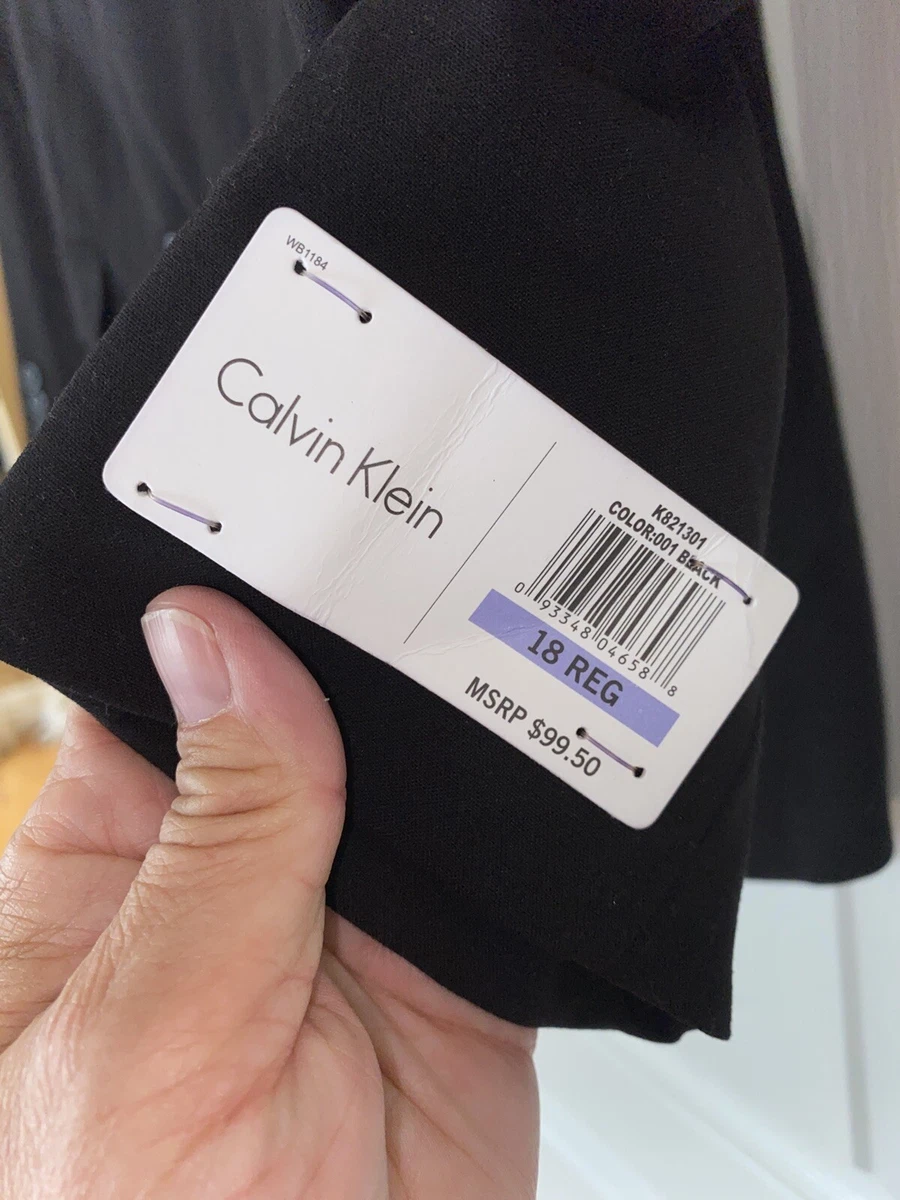 WB1184
Calvin Klein
K821301
COLOR:001 BLACK
0 93348 04658 8
18 REG
MSRP $99.50